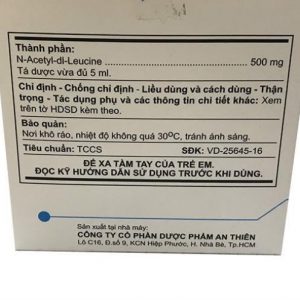 Thành phần:
N-Acetyl-dl-Leucine 500 mg
Tá dược vừa đủ 5 ml.
Chỉ định - Chống chỉ định - Liều dùng và cách dùng - Thận
trọng - Tác dụng phụ và các thông tin chi tiết khác: Xem
trên tờ HDSD kèm theo.
Bảo quản:
Nơi khô ráo, nhiệt độ không quá 30°C, tránh ánh sáng.
Tiêu chuẩn: TCCS SĐK: VD-25645-16
ĐỂ XA TẦM TAY CỦA TRẺ EM.
ĐỌC KỸ HƯỚNG DẪN SỬ DỤNG TRƯỚC KHI DÙNG.
Sản xuất tại nhà máy:
CÔNG TY CỔ PHẦN DƯỢC PHẨM AN THIÊN
Lô C16, Đ.số 9, KCN Hiệp Phước, H. Nhà Bè, Tp.HCM